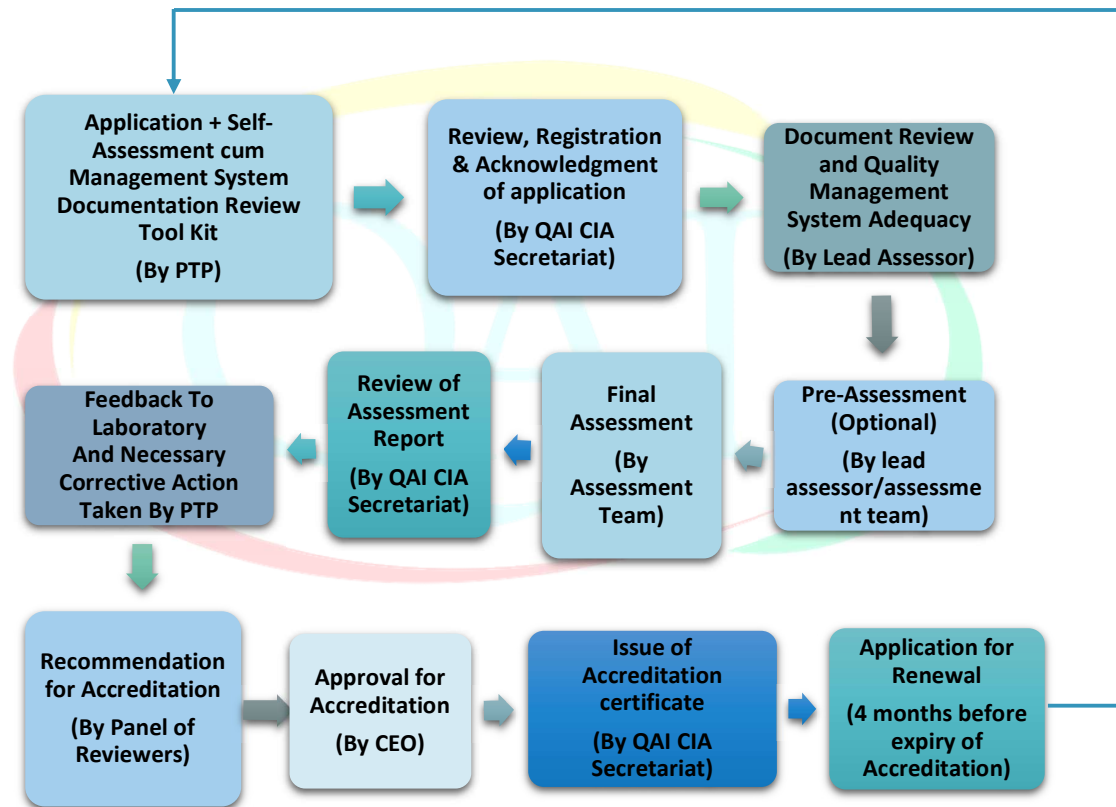 Application + Self-
Assessment cum
Management System
Documentation Review
Tool Kit
(By PTP)
Review, Registration
& Acknowledgment
of application
(By QAI CIA
Secretariat)
Document Review
and Quality
Management
System Adequacy
(By Lead Assessor)
Pre-Assessment
(Optional)
(By lead
assessor/assessme
nt team)
Final
Assessment
(By
Assessment
Team)
Review of
Assessment
Report
(By QAI CIA
Secretariat)
Feedback To
Laboratory
And Necessary
Corrective Action
Taken By PTP
Recommendation
for Accreditation
(By Panel of
Reviewers)
Approval for
Accreditation
(By CEO)
Issue of
Accreditation
certificate
(By QAI CIA
Secretariat)
Application for
Renewal
(4 months before
expiry of
Accreditation)